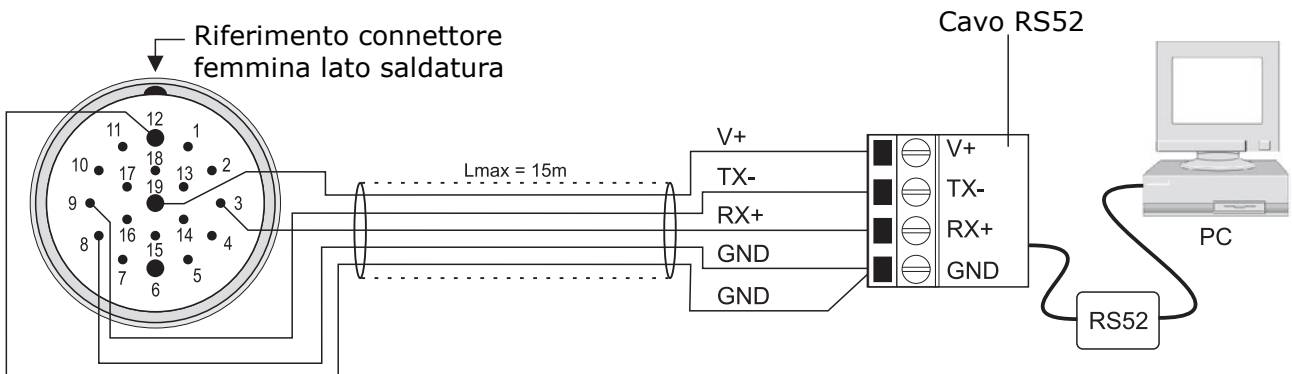 Riferimento connettore
femmina lato saldatura
Cavo RS52
12
11
1
10
18
2
17
13
19
9
3
16
14
8
15
4
7
6
5
Lmax = 15m
V+
TX-
RX+
GND
GND
V+
TX-
RX+
GND
RS52
PC